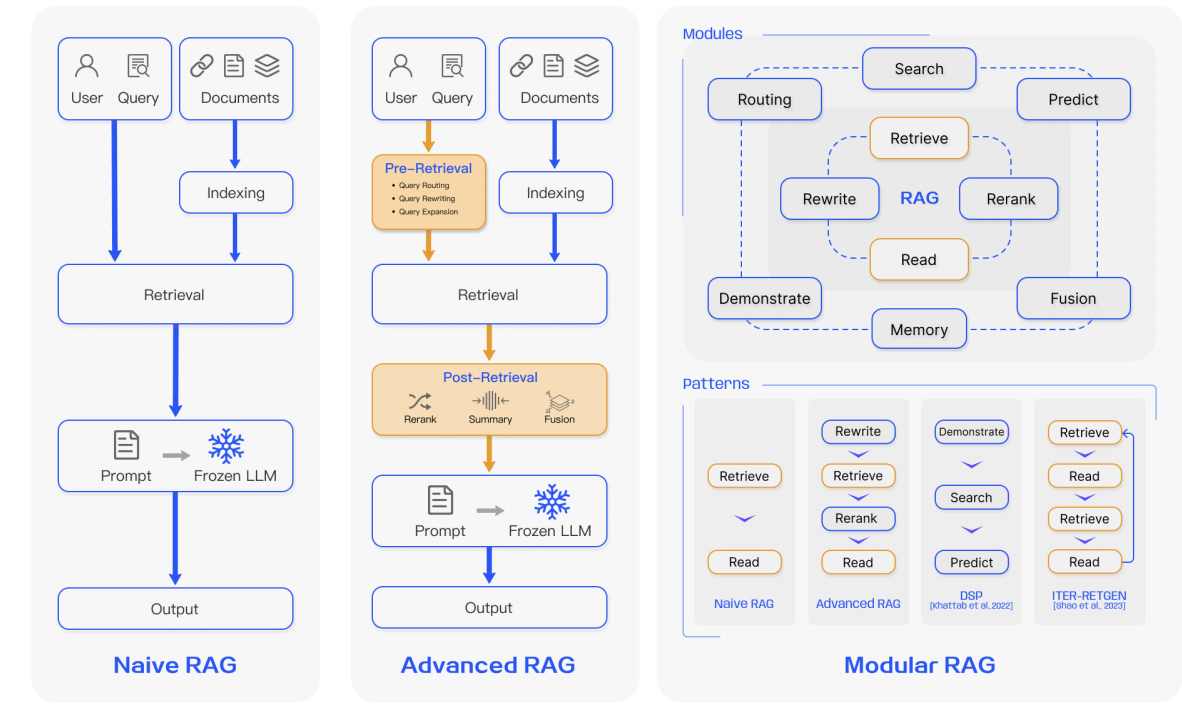 User
Query
Documents
Indexing
Retrieval
Prompt
Frozen LLM
Output
Naive RAG
User
Query
Documents
Pre-Retrieval
• Query Routing
• Query Rewriting
• Query Expansion
Indexing
Retrieval
Post-Retrieval
Rerank
Summary
Fusion
Prompt
Frozen LLM
Output
Advanced RAG
Modules
Search
Routing
Predict
Retrieve
Rewrite
RAG
Rerank
Read
Demonstrate
Fusion
Memory
Patterns
Retrieve
Read
Naive RAG
Rewrite
Retrieve
Rerank
Read
Advanced RAG
Demonstrate
Search
Predict
DSP
[Khattab et al.,2022]
Retrieve
Read
Retrieve
Read
ITER-RETGEN
[Shao et al., 2023]
Modular RAG